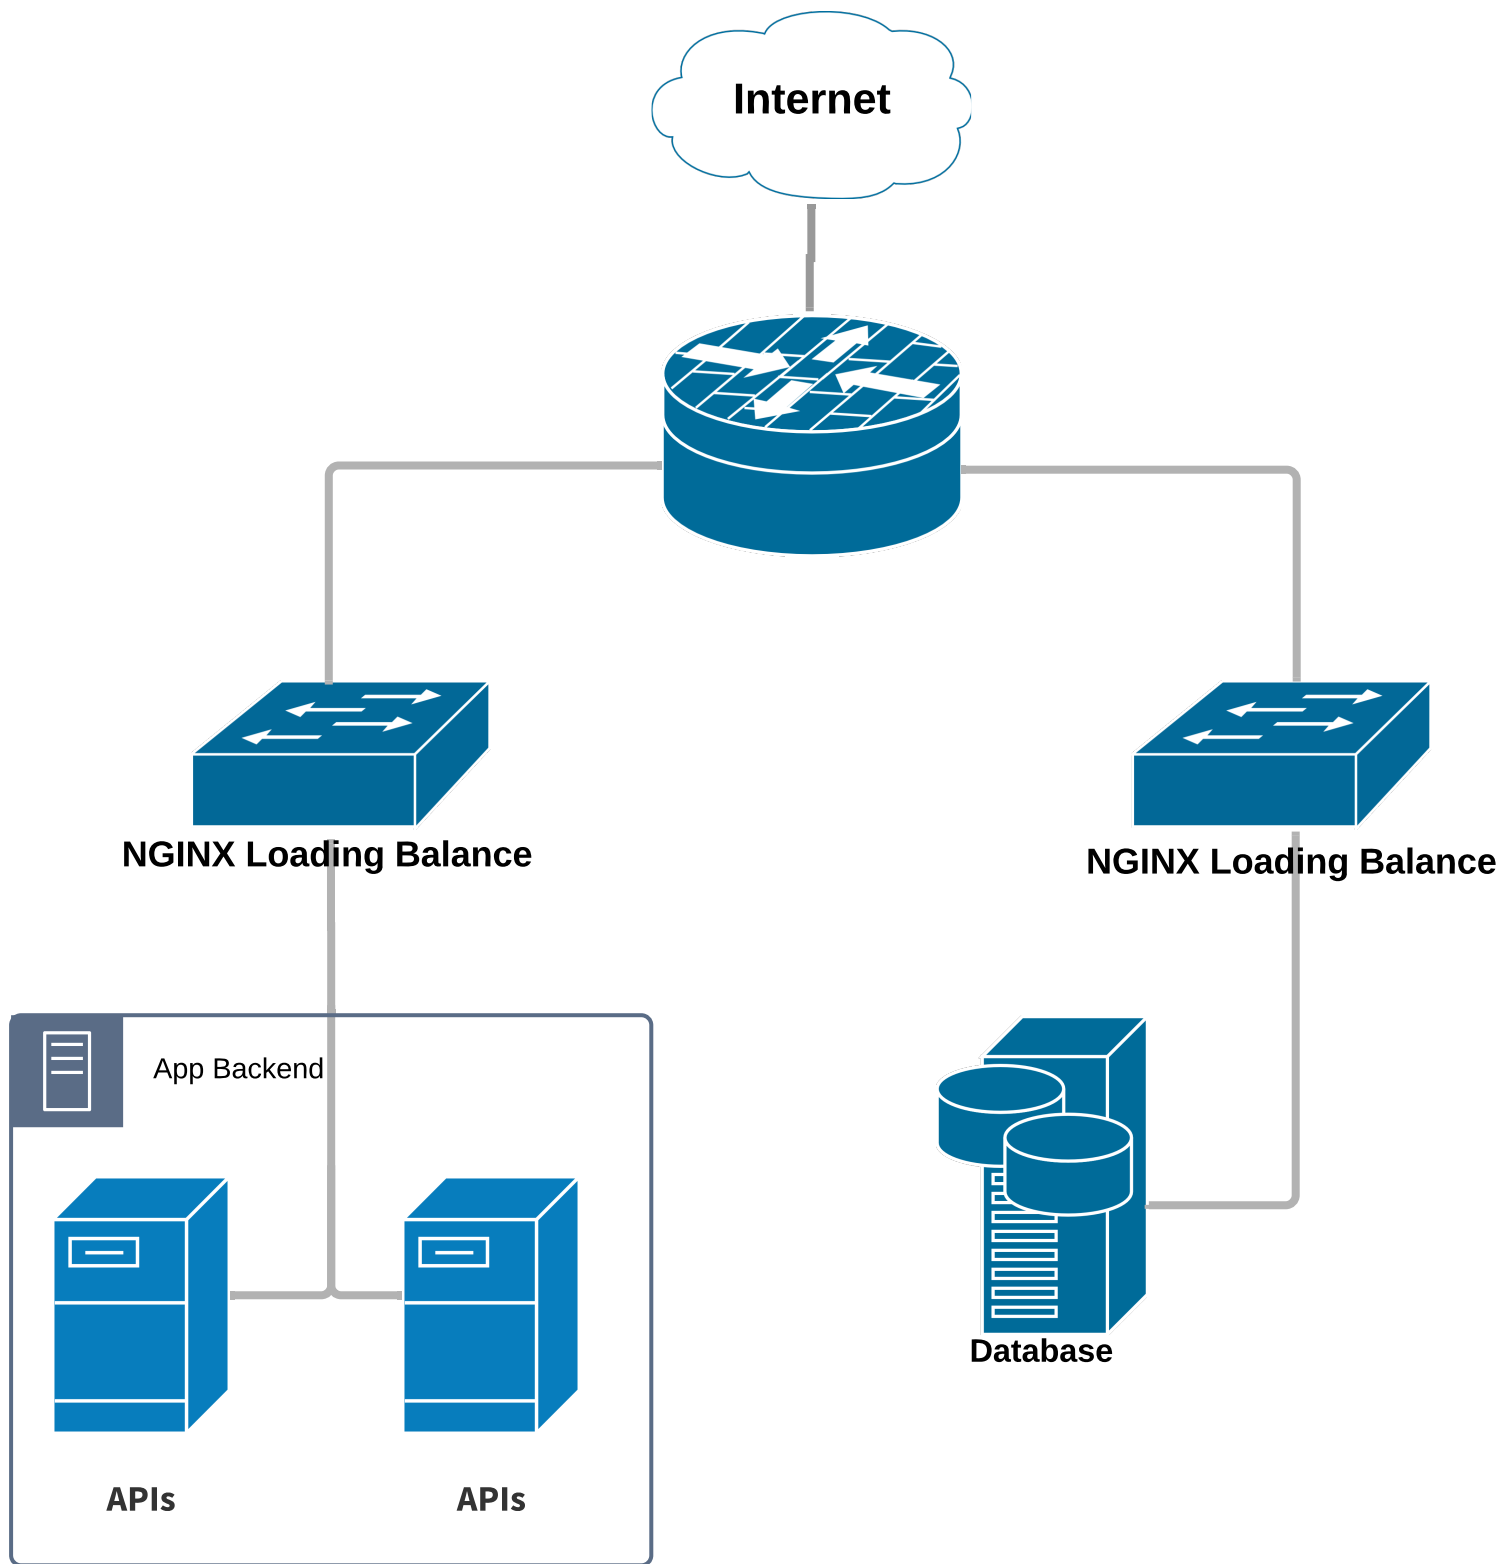 Internet
NGINX Loading Balance
NGINX Loading Balance
App Backend
Database
APIs
APIs